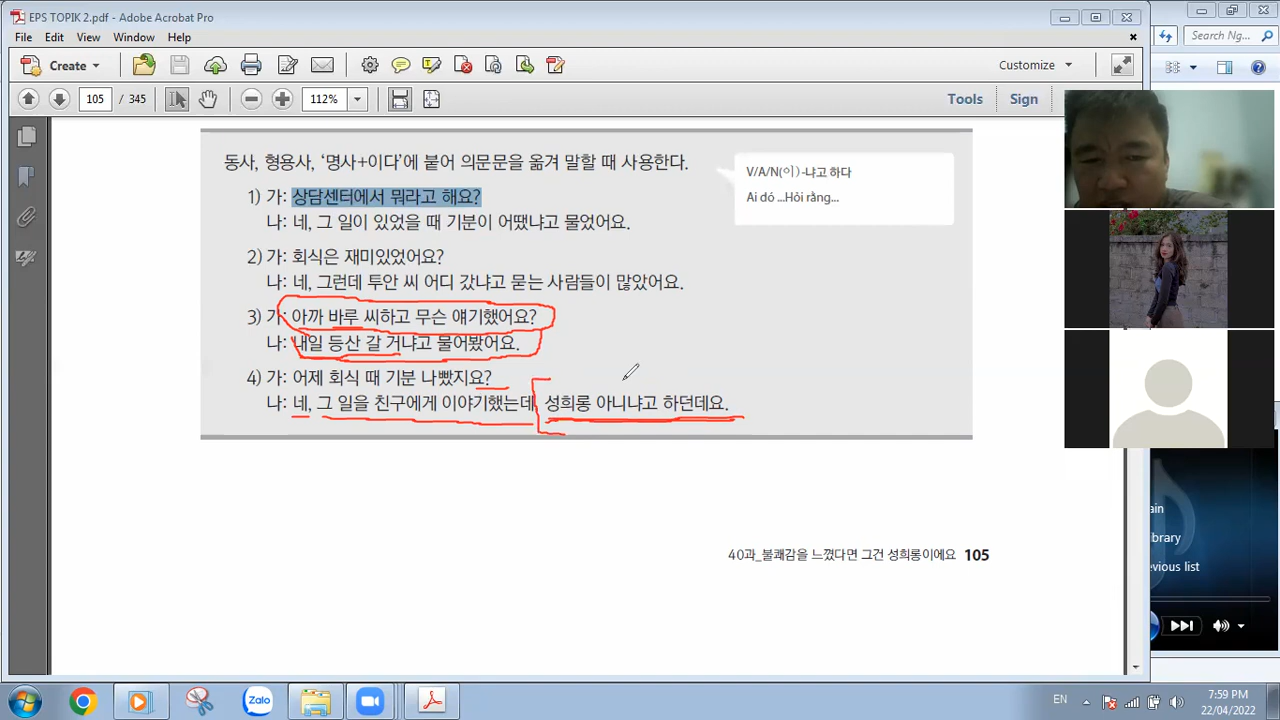 EPS TOPIK 2.pdf - Adobe Acrobat Pro
File Edit View Window Help
Create
Customize
105 / 345
112%
Tools Sign
Search Ng...
동사, 형용사, ‘명사+이다’에 붙어 의문문을 옮겨 말할 때 사용한다.
V/A/N(이)-냐고 하다
Ai dó ...Hỏi rằng...
1) 가: 상담센터에서 뭐라고 해요?
나: 네, 그 일이 있었을 때 기분이 어땠냐고 물었어요.
2) 가: 회식은 재미있었어요?
나: 네, 그런데 투안 씨 어디 갔냐고 묻는 사람들이 많았어요.
3) 가: 아까 바루 씨하고 무슨 얘기했어요?
나: 내일 등산 갈 거냐고 물어봤어요.
4) 가: 어제 회식 때 기분 나빴지요?
나: 네, 그 일을 친구에게 이야기했는데 성희롱 아니냐고 하던데요.
40과_불쾌감을 느꼈다면 그건 성희롱이에요 105
ain
ibrary
evious list
Zalo
EN
7:59 PM
22/04/2022